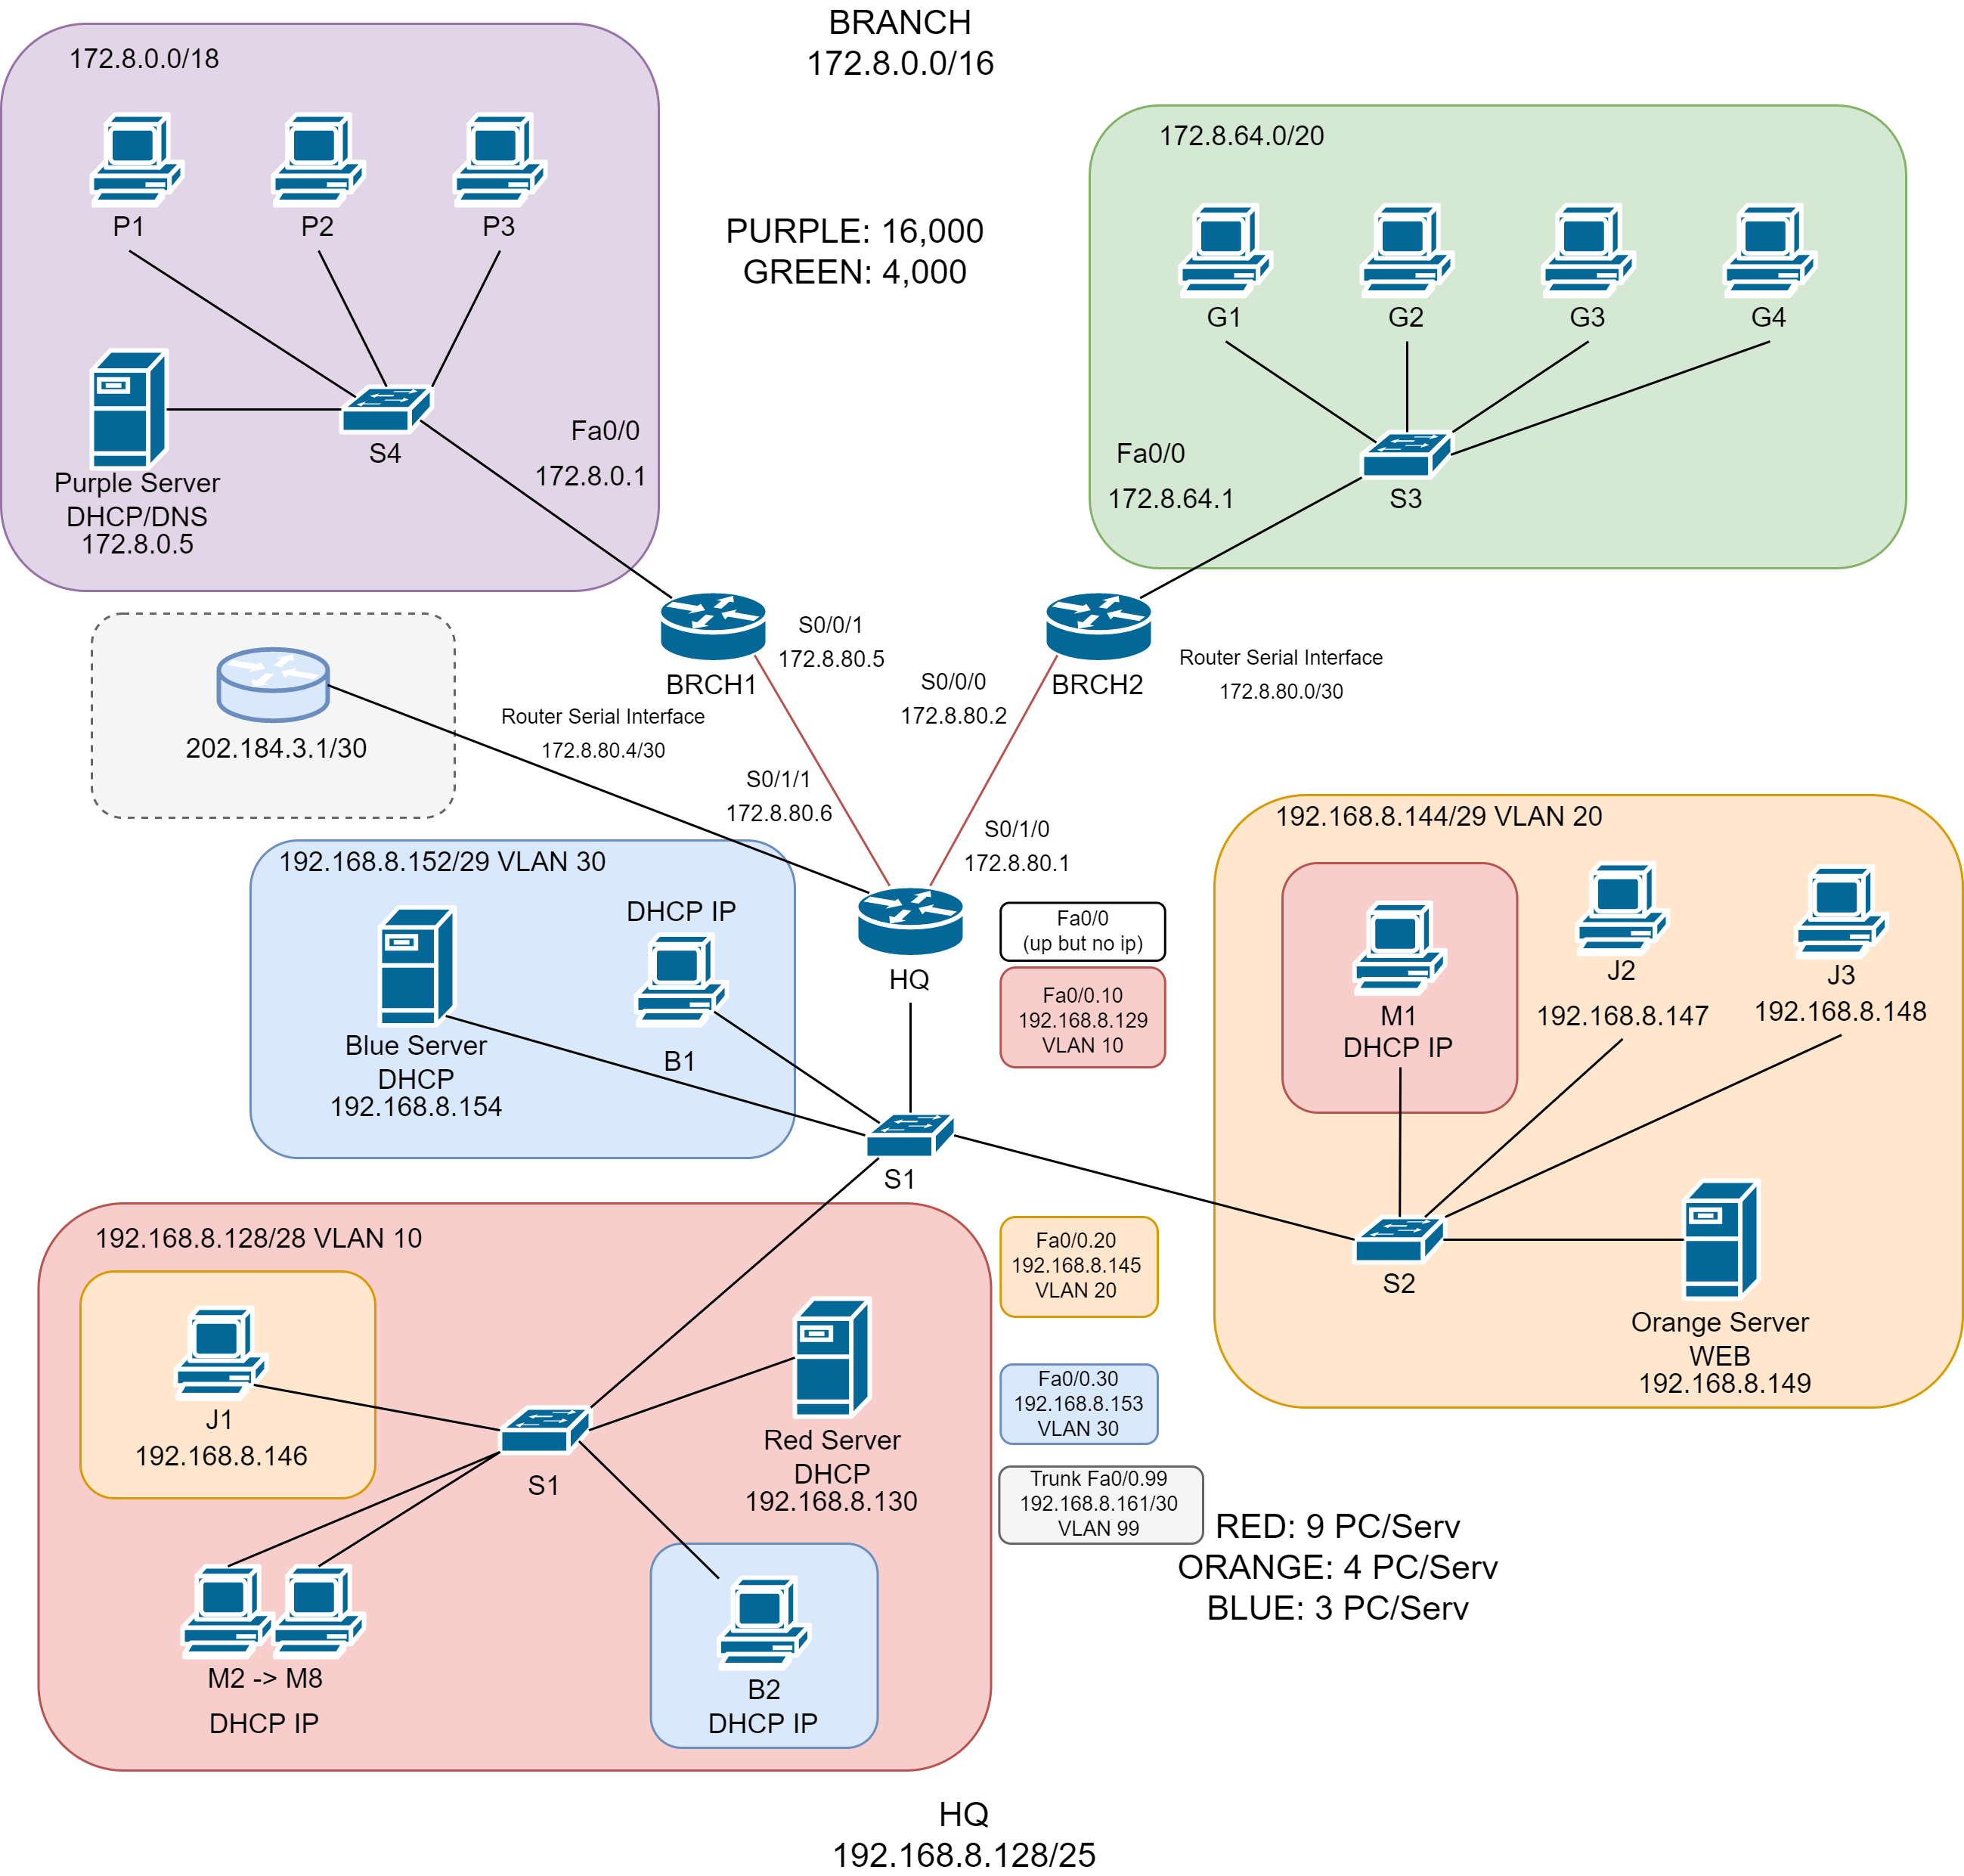 BRANCH
172.8.0.0/16
172.8.0.0/18
P1
P2
P3
Purple Server
DHCP/DNS
172.8.0.5
S4
Fa0/0
172.8.0.1
PURPLE: 16,000
GREEN: 4,000
172.8.64.0/20
G1
G2
G3
G4
Fa0/0
172.8.64.1
S3
202.184.3.1/30
BRCH1
S0/0/1
172.8.80.5
Router Serial Interface
172.8.80.4/30
S0/1/1
172.8.80.6
BRCH2
S0/0/0
172.8.80.2
Router Serial Interface
172.8.80.0/30
S0/1/0
172.8.80.1
HQ
Fa0/0
(up but no ip)
Fa0/0.10
192.168.8.129
VLAN 10
192.168.8.152/29 VLAN 30
DHCP IP
B1
Blue Server
DHCP
192.168.8.154
S1
192.168.8.144/29 VLAN 20
M1
DHCP IP
J2
192.168.8.147
J3
192.168.8.148
S2
Orange Server
WEB
192.168.8.149
192.168.8.128/28 VLAN 10
J1
192.168.8.146
S1
Red Server
DHCP
192.168.8.130
M2 -> M8
DHCP IP
B2
DHCP IP
Fa0/0.20
192.168.8.145
VLAN 20
Fa0/0.30
192.168.8.153
VLAN 30
Trunk Fa0/0.99
192.168.8.161/30
VLAN 99
RED: 9 PC/Serv
ORANGE: 4 PC/Serv
BLUE: 3 PC/Serv
HQ
192.168.8.128/25